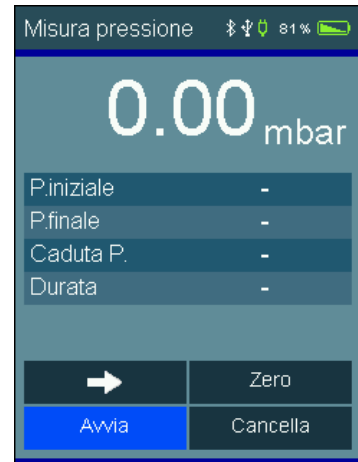 Misura pressione 81%
0.00 mbar
P.iniziale -
P.finale -
Caduta P. -
Durata -
Zero
Avvia Cancella